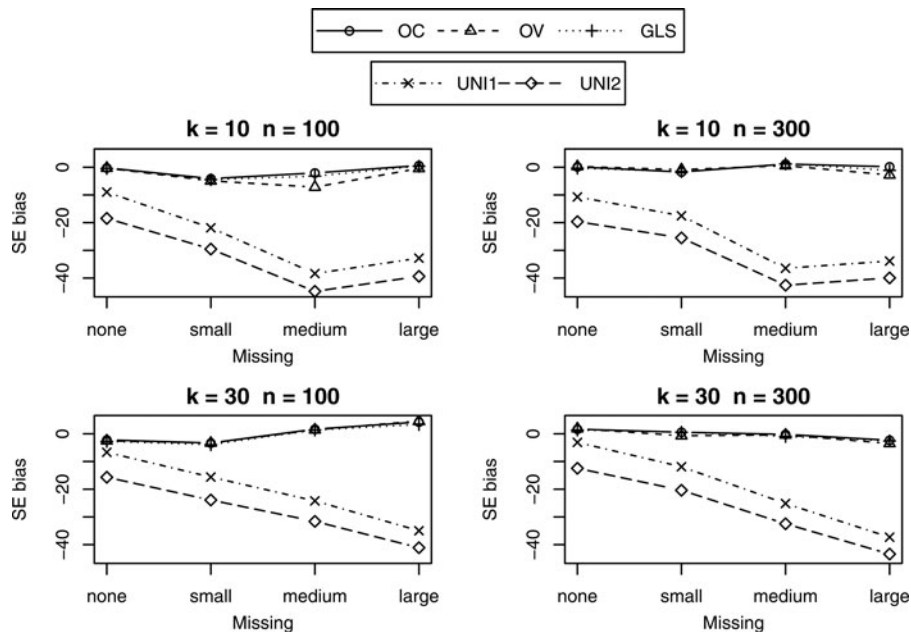 OC OV GLS
UNI1 UNI2
k = 10 n = 100
SE bias
0
−20
−40
none small medium large
Missing
k = 10 n = 300
SE bias
0
−20
−40
none small medium large
Missing
k = 30 n = 100
SE bias
0
−20
−40
none small medium large
Missing
k = 30 n = 300
SE bias
0
−20
−40
none small medium large
Missing